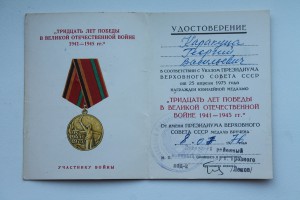 "ТРИДЦАТЬ ЛЕТ ПОБЕДЫ
В ВЕЛИКОЙ ОТЕЧЕСТВЕННОЙ ВОЙНЕ
1941—1945 гг."
УЧАСТНИКУ ВОЙНЫ
УДОСТОВЕРЕНИЕ
Георгий
в соответствии с Указом ПРЕЗИДИУМА
ВЕРХОВНОГО СОВЕТА СССР
от 25 апреля 1975 года
награжден юбилейной медалью
"ТРИДЦАТЬ ЛЕТ ПОБЕДЫ
В ВЕЛИКОЙ ОТЕЧЕСТВЕННОЙ
ВОЙНЕ 1941—1945 гг."
От имени ПРЕЗИДИУМА ВЕРХОВНОГО
СОВЕТА СССР медаль вручена